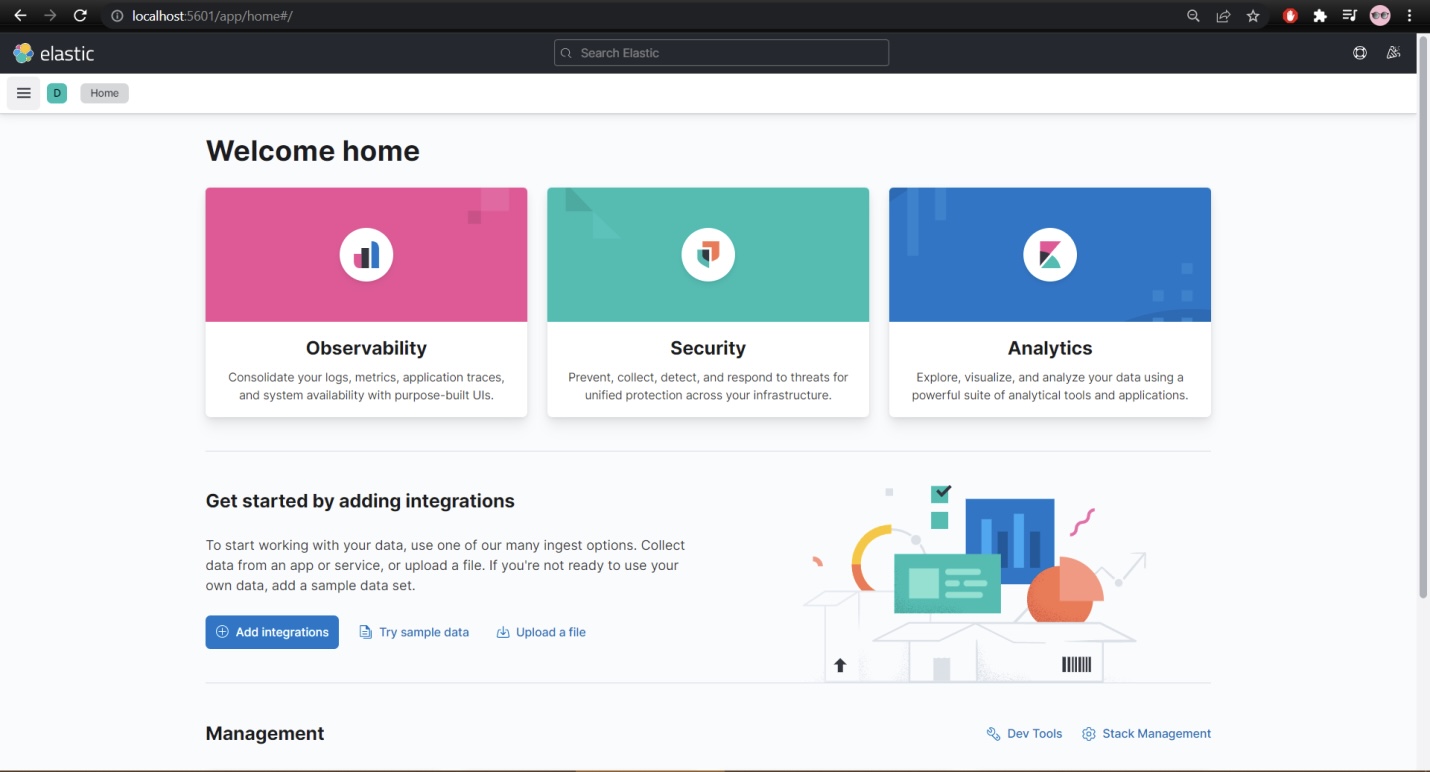 localhost:5601/app/home#/
elastic
Search Elastic
D
Home
Welcome home
Observability
Consolidate your logs, metrics, application traces,
and system availability with purpose-built UIs.
Security
Prevent, collect, detect, and respond to threats for
unified protection across your infrastructure.
Analytics
Explore, visualize, and analyze your data using a
powerful suite of analytical tools and applications.
Get started by adding integrations
To start working with your data, use one of our many ingest options. Collect
data from an app or service, or upload a file. If you're not ready to use your
own data, add a sample data set.
Add integrations
Try sample data
Upload a file
Management
Dev Tools
Stack Management